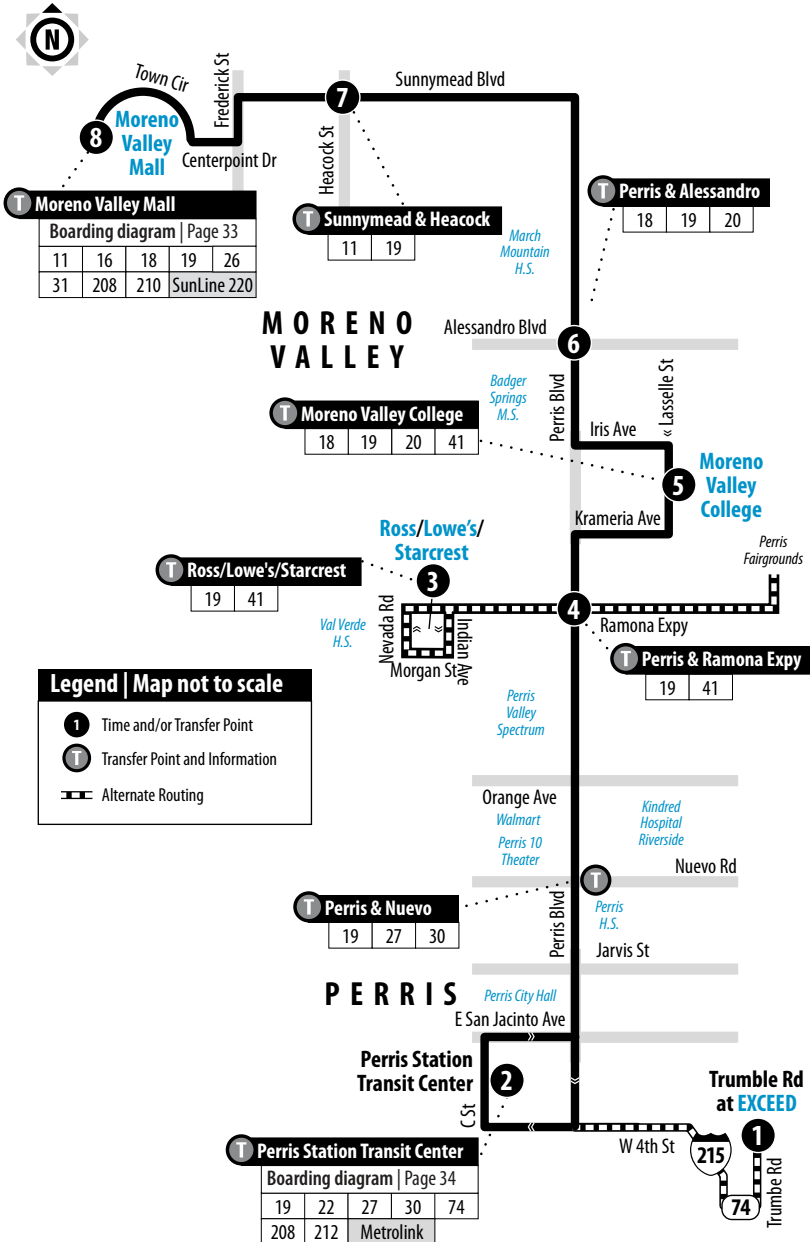 N
Town Cir
Frederick St
Sunnymead Blvd
7
8
Moreno
Valley
Mall
Centerpoint Dr
Heacock St
T Moreno Valley Mall
Boarding diagram | Page 33
11 16 18 19 26
31 208 210 SunLine 220
T Sunnymead & Heacock
11 19
T Perris & Alessandro
18 19 20
March
Mountain
H.S.
MORENO
VALLEY
Alessandro Blvd
6
Badger
Springs
M.S.
Perris Blvd
« Lasselle St
Iris Ave
T Moreno Valley College
18 19 20 41
5
Moreno
Valley
College
Krameria Ave
Ross/Lowe's/
Starcrest
3
Perris
Fairgrounds
T Ross/Lowe's/Starcrest
19 41
4
Nevada Rd
Indian Ave
Ramona Expy
Val Verde
H.S.
Morgan St
T Perris & Ramona Expy
19 41
Legend | Map not to scale
1 Time and/or Transfer Point
T Transfer Point and Information
Alternate Routing
Perris
Valley
Spectrum
Orange Ave
Walmart
Perris 10
Theater
Kindred
Hospital
Riverside
Nuevo Rd
T
T Perris & Nuevo
19 27 30
Perris Blvd
Perris
H.S.
Jarvis St
PERRIS
Perris City Hall
E San Jacinto Ave
Perris Station
Transit Center
2
C St
Trumble Rd
at EXCEED
1
W 4th St
215
74
Trumbe Rd
T Perris Station Transit Center
Boarding diagram | Page 34
19 22 27 30 74
208 212 Metrolink